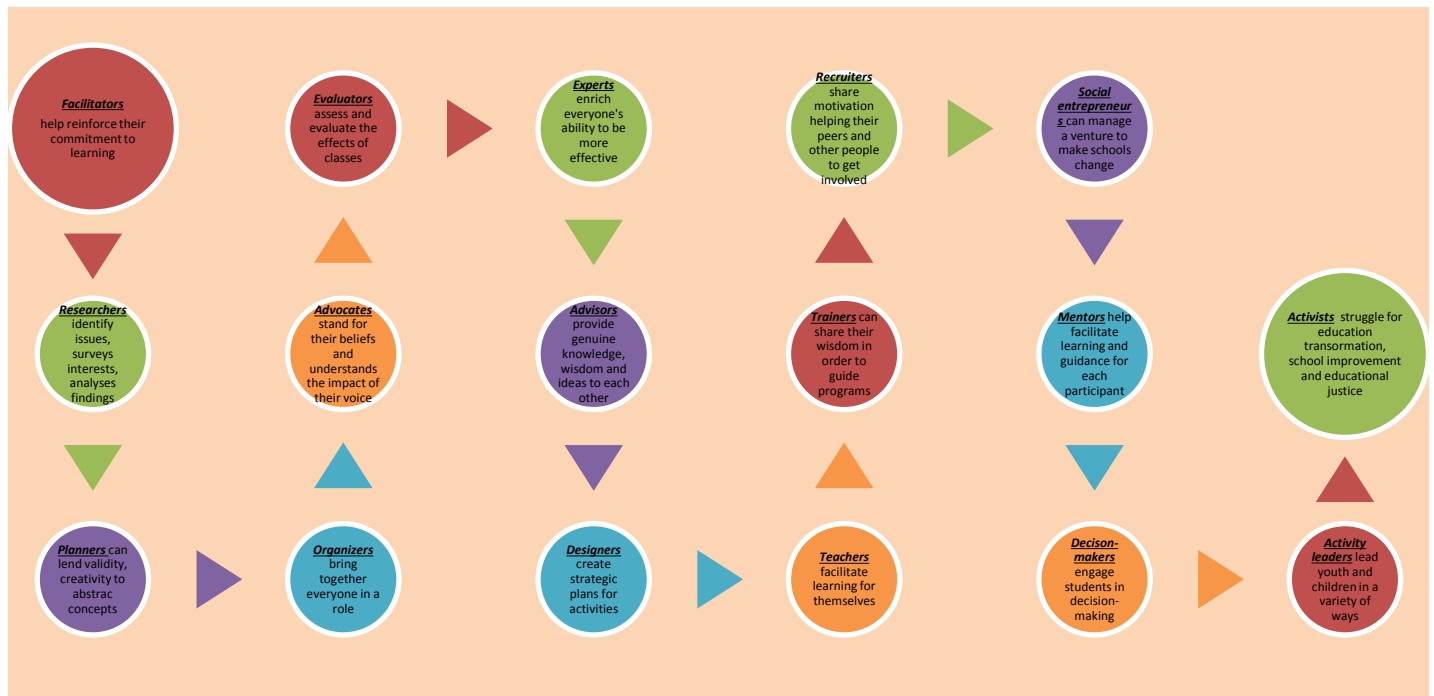 Facilitators
help reinforce their
commitment to
learning
Researchers
identify
issues,
surveys
interests,
analyses
findings
Planners can
lend validity,
creativity to
abstrac
concepts
Organizers
bring
together
everyone in a
role
Advocates
stand for
their beliefs
and
understands
the impact of
their voice
Evaluators
assess and
evaluate the
effects of
classes
Experts
enrich
everyone's
ability to be
more
effective
Advisors
provide
genuine
knowledge,
wisdom and
ideas to each
other
Designers
create
strategic
plans for
activities
Teachers
facilitate
learning for
themselves
Trainers can
share their
wisdom in
order to
guide
programs
Recruiters
share
motivation
helping their
peers and
other people
to get
involved
Social
entrepreneur
s can manage
a venture to
make schools
change
Mentors help
facilitate
learning and
guidance for
each
participant
Decison-
makers
engage
students in
decision-
making
Activity
leaders lead
youth and
children in a
variety of
ways
Activists struggle for
education
transormation,
school improvement
and educational
justice